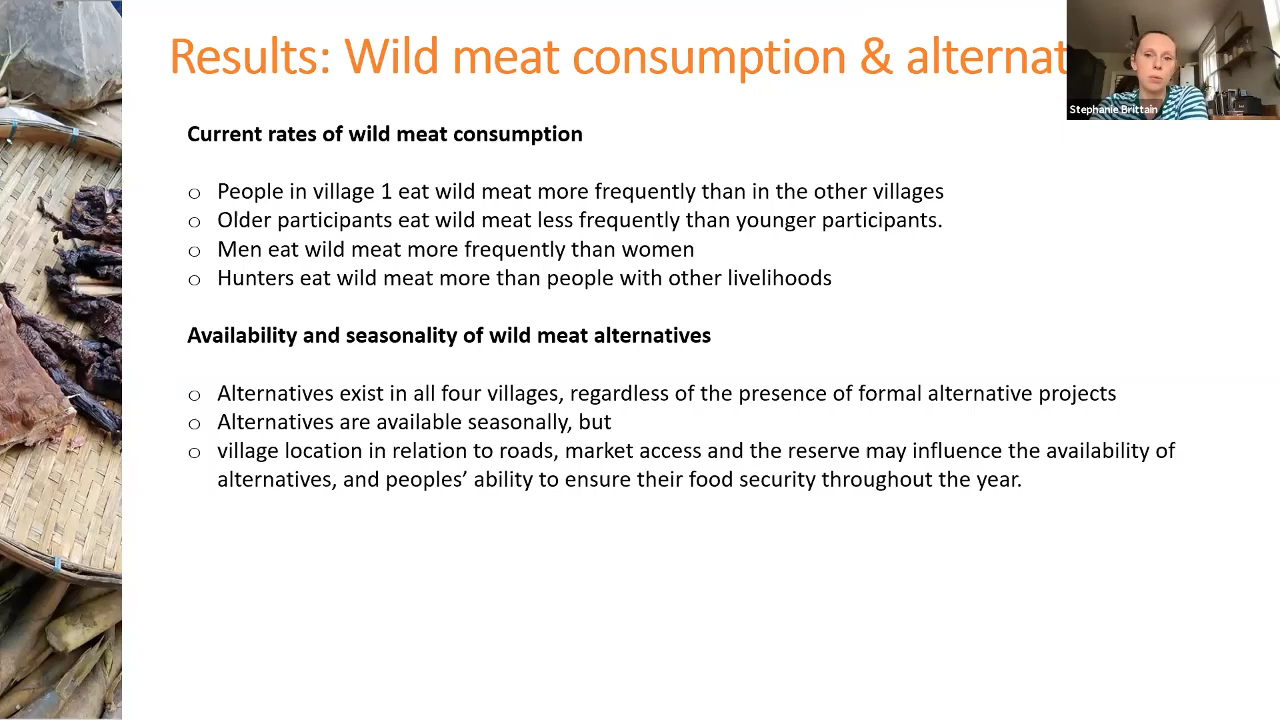 Results: Wild meat consumption & alternat
Stephanie Brittain
Current rates of wild meat consumption
o People in village 1 eat wild meat more frequently than in the other villages
o Older participants eat wild meat less frequently than younger participants.
o Men eat wild meat more frequently than women
o Hunters eat wild meat more than people with other livelihoods
Availability and seasonality of wild meat alternatives
o Alternatives exist in all four villages, regardless of the presence of formal alternative projects
o Alternatives are available seasonally, but
o village location in relation to roads, market access and the reserve may influence the availability of
alternatives, and peoples’ ability to ensure their food security throughout the year.